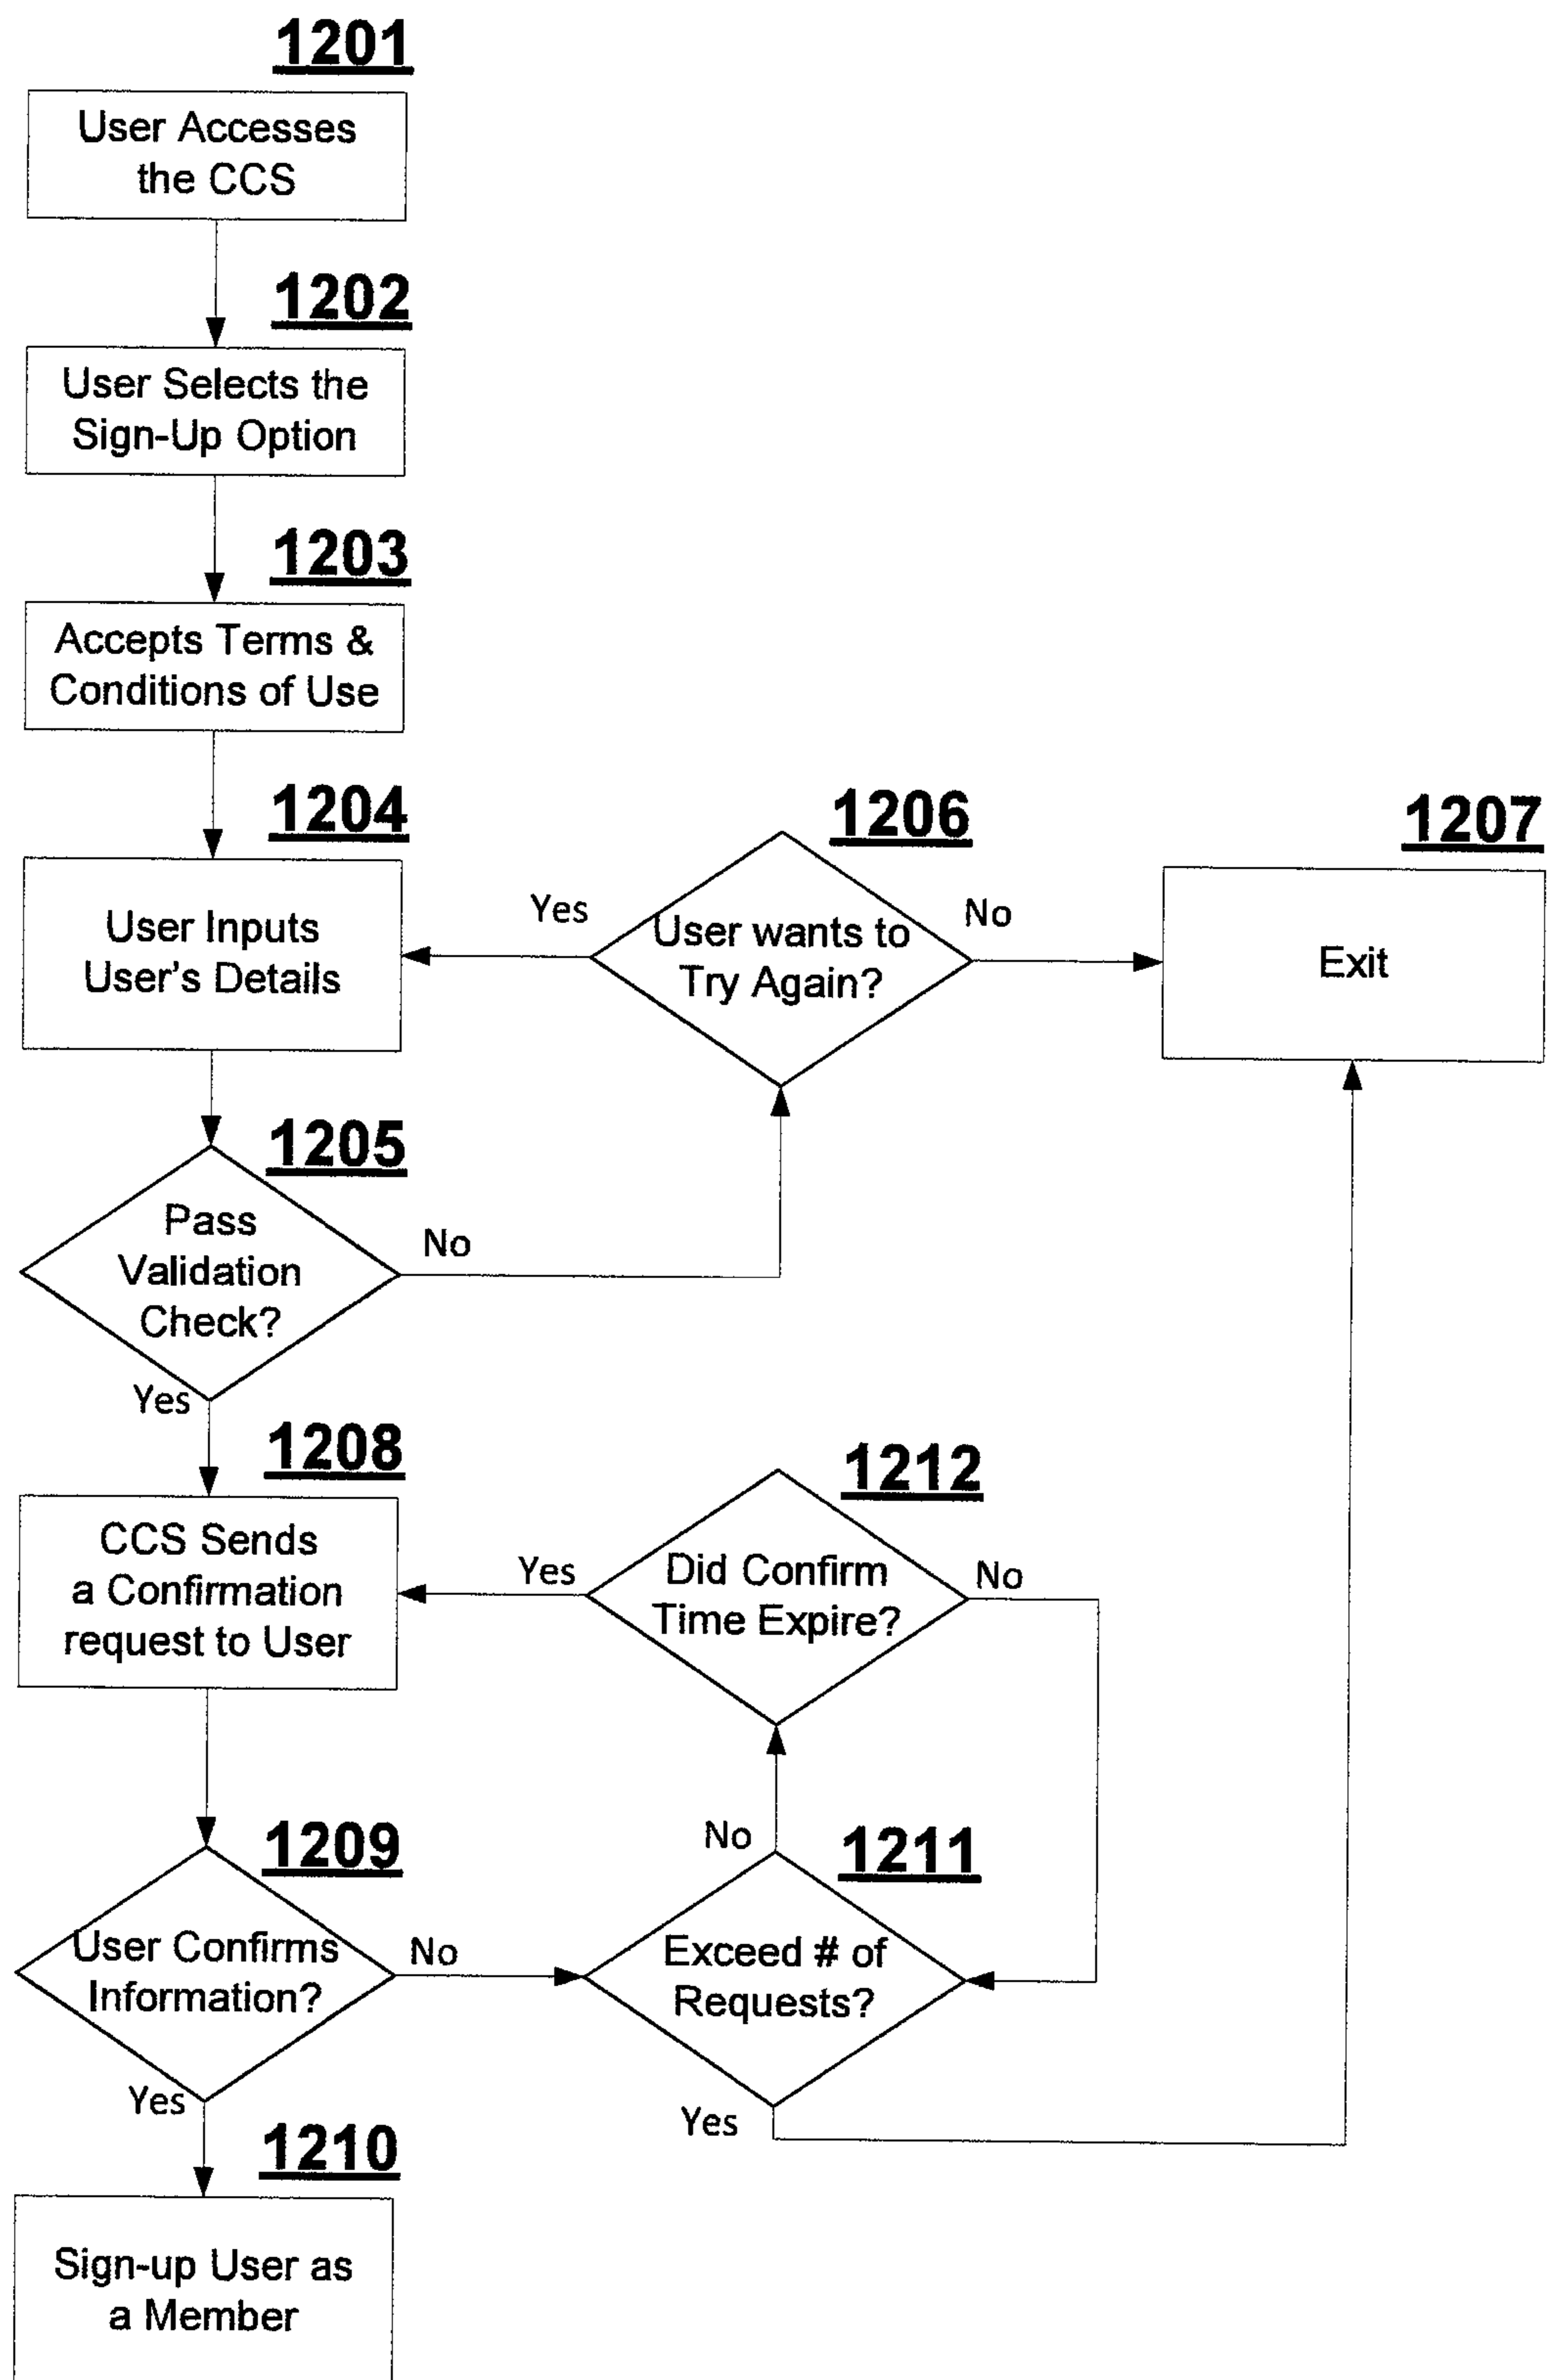 1201
User Accesses
the CCS
1202
User Selects the
Sign-Up Option
1203
Accepts Terms &
Conditions of Use
1204
User Inputs
User's Details
Yes
1206
User wants to
Try Again?
No
1207
Exit
1205
Pass
Validation
Check?
No
Yes
1208
CCS Sends
a Confirmation
request to User
Yes
1212
Did Confirm
Time Expire?
No
1209
User Confirms
Information?
No
No
1211
Exceed # of
Requests?
Yes
Yes
1210
Sign-up User as
a Member